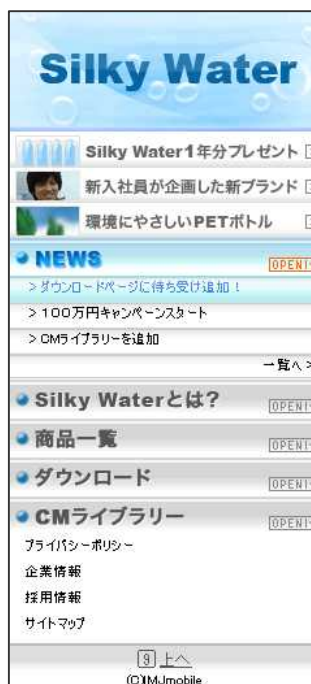 Silky Water
Silky Water1年分プレゼント
新入社員が企画した新ブランド
環境にやさしいPETボトル
NEWS
OPEN!
>ダウンロードページに待ち受け追加!
>100万円キャンペーンスタート
>CMライブラリーを追加
一覧へ>
Silky Waterとは?
OPEN!
商品一覧
OPEN!
ダウンロード
OPEN!
CMライブラリー
OPEN!
プライバシーポリシー
企業情報
採用情報
サイトマップ
9 上へ
(C)IMJmobile